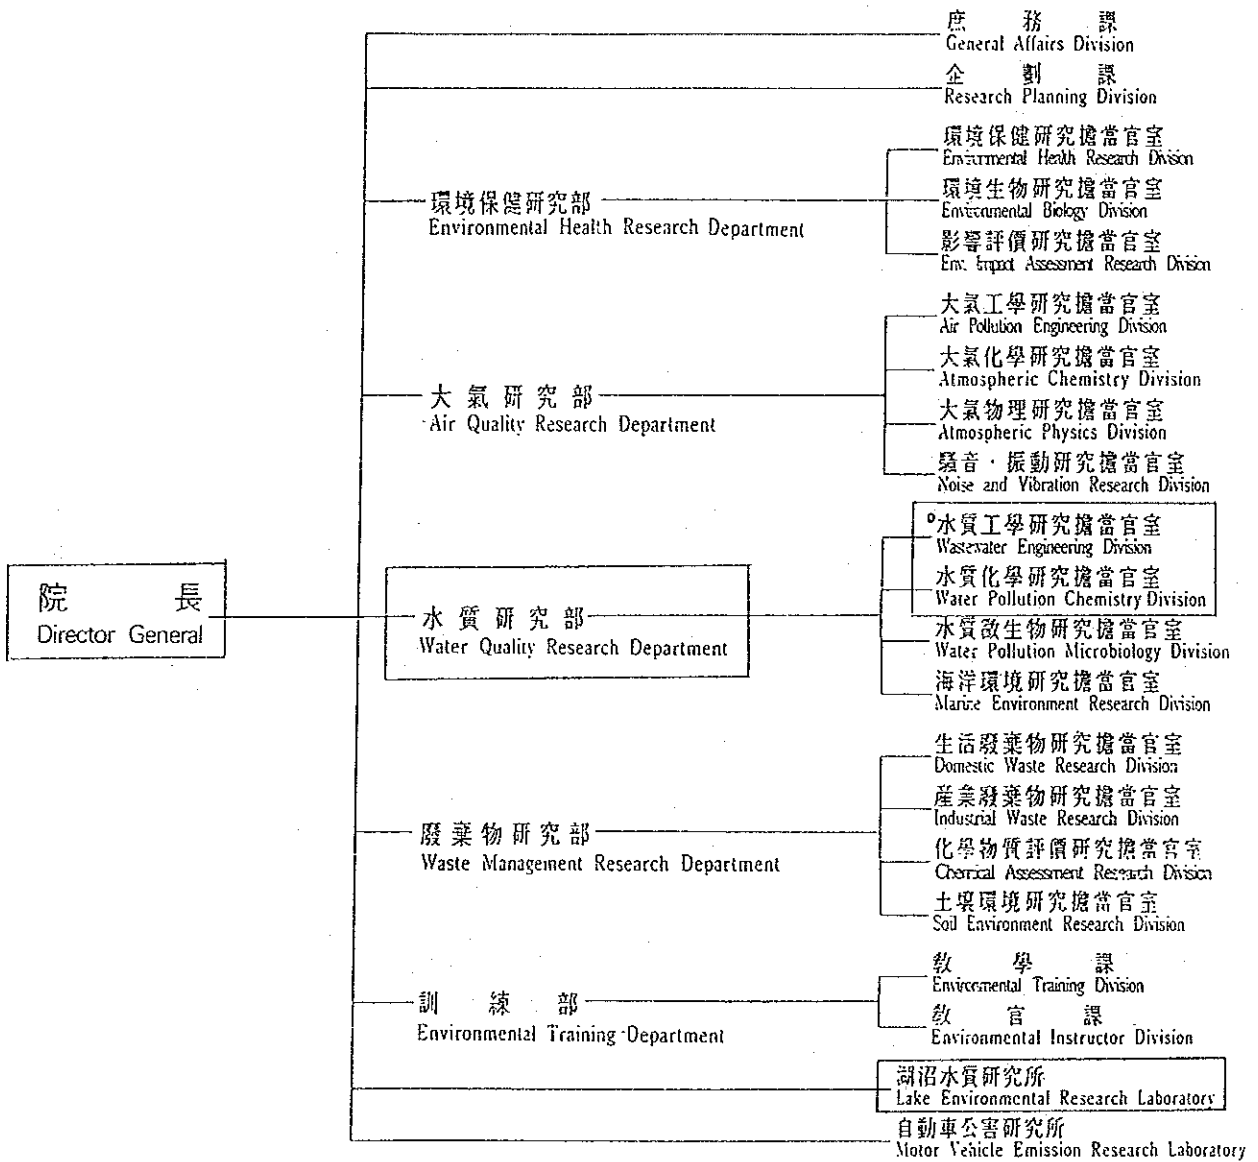 庶務課
General Affairs Division
企劃課
Research Planning Division
環境保健研究擔當官室
Environmental Health Research Division
環境保健研究部
Environmental Health Research Department
環境生物研究擔當官室
Environmental Biology Division
影響評價研究擔當官室
Env. Impact Assessment Research Division
大氣工學研究擔當官室
Air Pollution Engineering Division
大氣化學研究擔當官室
Atmospheric Chemistry Division
大氣研究部
Air Quality Research Department
大氣物理研究擔當官室
Atmospheric Physics Division
騷音・振動研究擔當官室
Noise and Vibration Research Division
水質工學研究擔當官室
Wastewater Engineering Division
水質化學研究擔當官室
Water Pollution Chemistry Division
院長
Director General
水質研究部
Water Quality Research Department
水質微生物研究擔當官室
Water Pollution Microbiology Division
海洋環境研究擔當官室
Marine Environment Research Division
生活廢棄物研究擔當官室
Domestic Waste Research Division
産業廢棄物研究擔當官室
Industrial Waste Research Division
廢棄物研究部
Waste Management Research Department
化學物質評價研究擔當官室
Chemical Assessment Research Division
土壤環境研究擔當官室
Soil Environment Research Division
敎學課
Environmental Training Division
訓練部
Environmental Training Department
敎官課
Environmental Instructor Division
湖沼水質研究所
Lake Environmental Research Laboratory
自動車公害研究所
Motor Vehicle Emission Research Laboratory